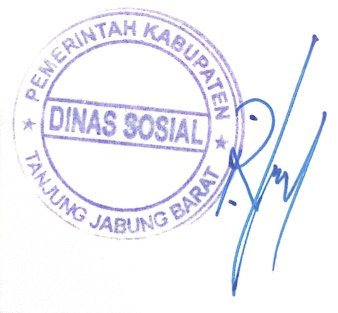 PEMERINTAH KABUPATEN
DINAS SOSIAL
TANJUNG JABUNG BARAT